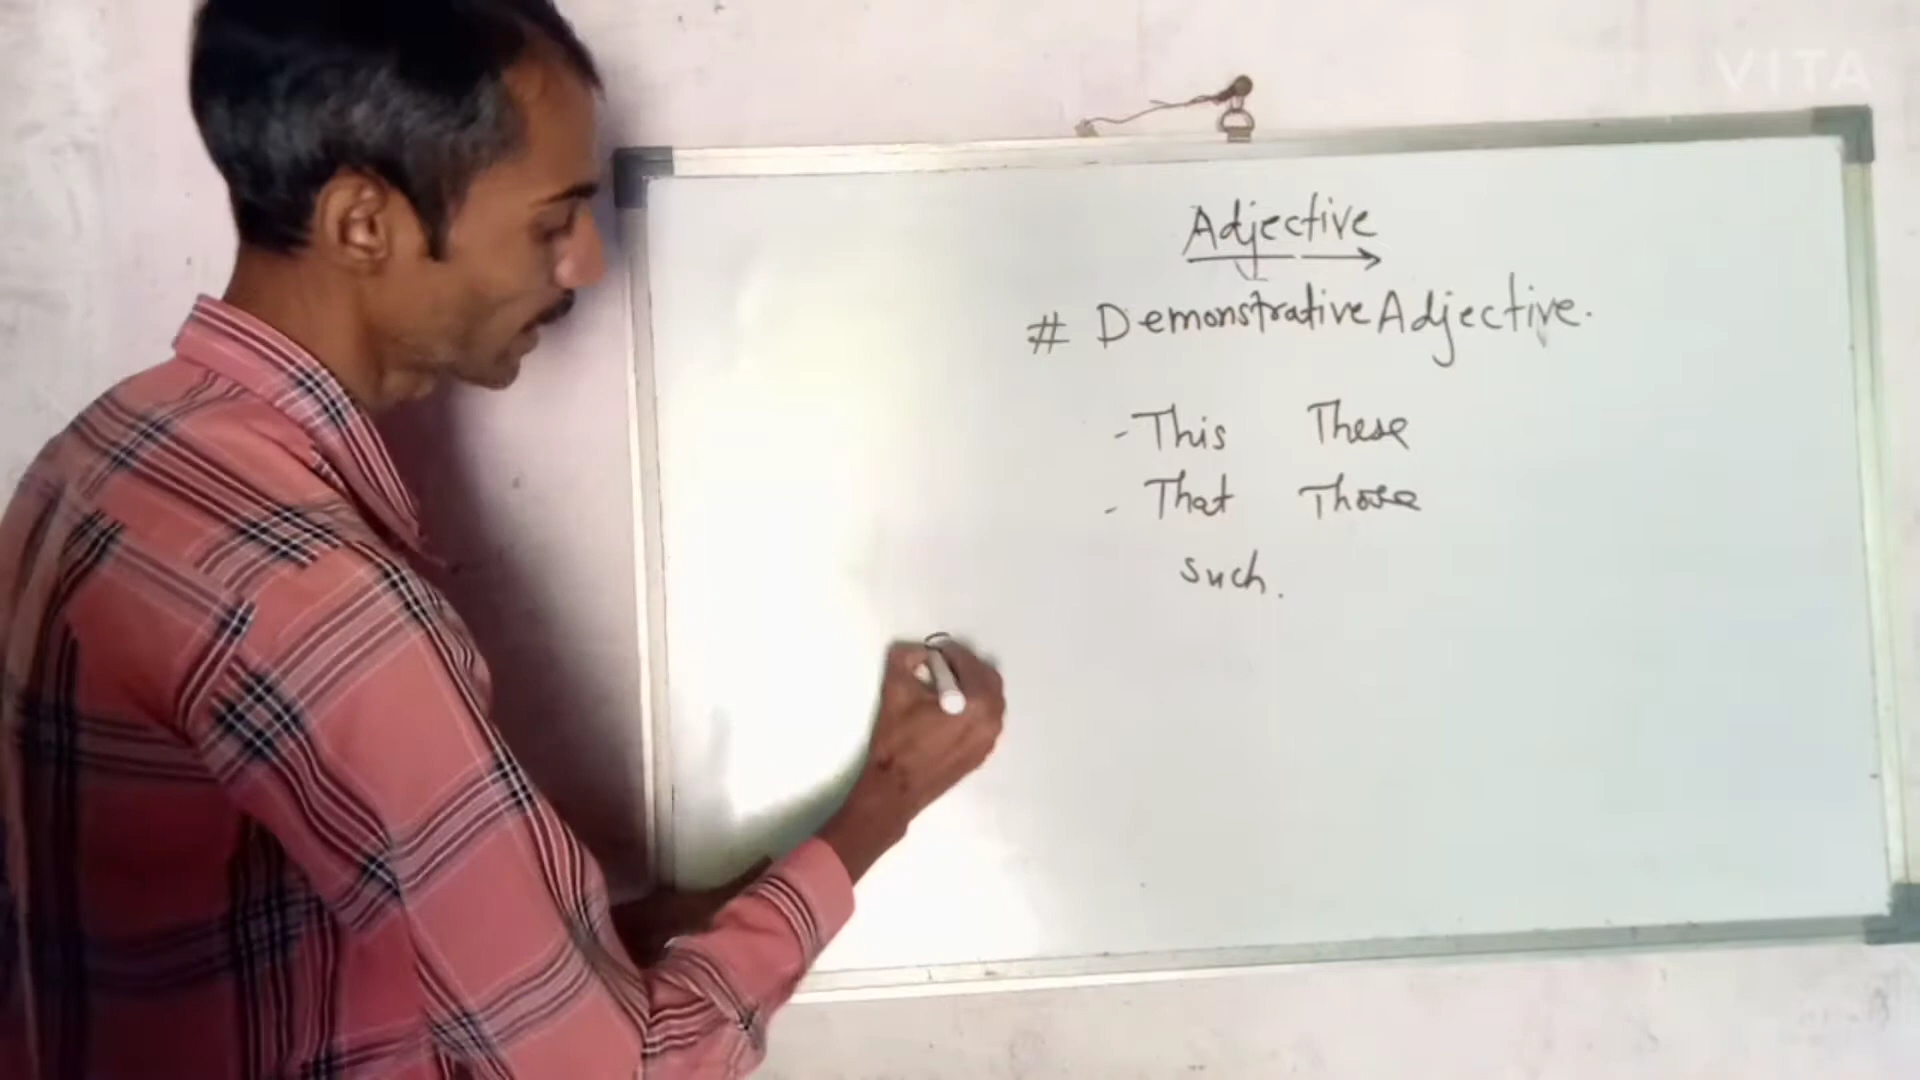 VITA
Adjective
# Demonstrative Adjective.
- This These
- That Those
such.